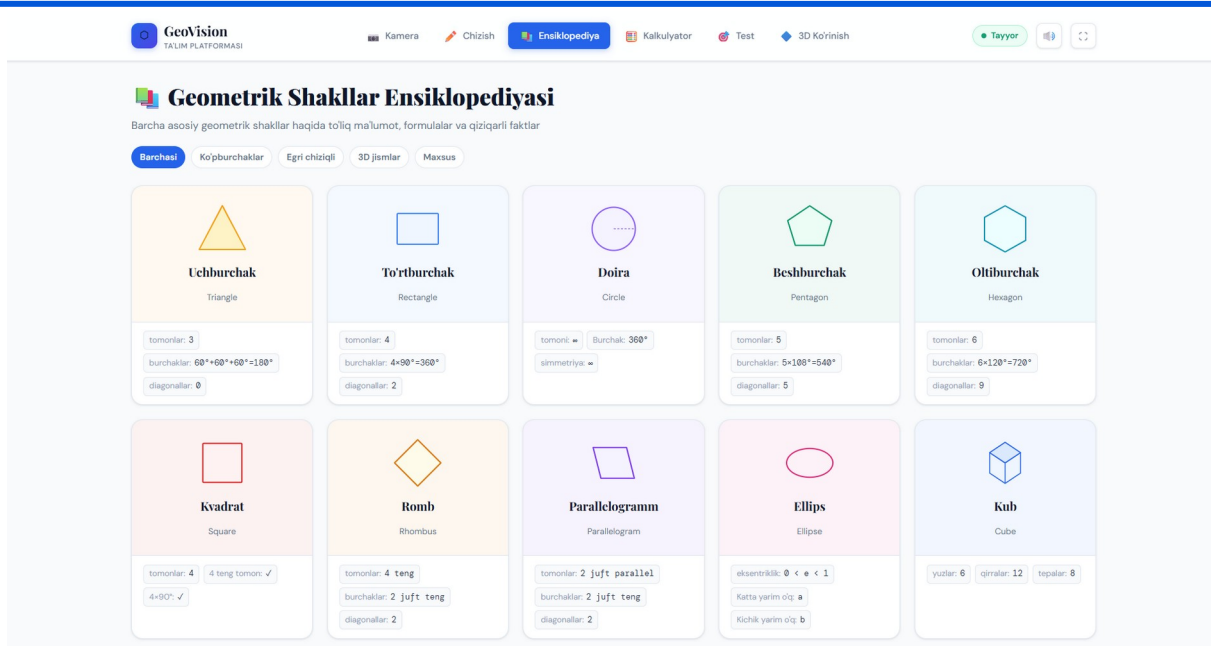 GeoVision
TA'LIM PLATFORMASI
Kamera
Chizish
Ensiklopediya
Kalkulyator
Test
3D Ko'rinish
Tayyor
Geometrik Shakllar Ensiklopediyasi
Barcha asosiy geometrik shakllar haqida to'liq ma'lumot, formulalar va qiziqarli faktlar
Barchasi
Ko'pburchaklar
Egri chiziqli
3D jismlar
Maxsus
Uchburchak
Triangle
tomonlar: 3
burchaklar: 60°+60°+60°=180°
diagonallar: 0
To'rtburchak
Rectangle
tomonlar: 4
burchaklar: 4×90°=360°
diagonallar: 2
Doira
Circle
tomoni: ∞ Burchak: 360°
simmetriya: ∞
Beshburchak
Pentagon
tomonlar: 5
burchaklar: 5×108°=540°
diagonallar: 5
Oltiburchak
Hexagon
tomonlar: 6
burchaklar: 6×120°=720°
diagonallar: 9
Kvadrat
Square
tomonlar: 4 4 teng tomon: ✓
4×90°: ✓
Romb
Rhombus
tomonlar: 4 teng
burchaklar: 2 juft teng
diagonallar: 2
Parallelogramm
Parallelogram
tomonlar: 2 juft parallel
burchaklar: 2 juft teng
diagonallar: 2
Ellips
Ellipse
eksentriklik: 0 < e < 1
Katta yarim o'q: a
Kichik yarim o'q: b
Kub
Cube
yuzlar: 6 qirralar: 12 tepalar: 8